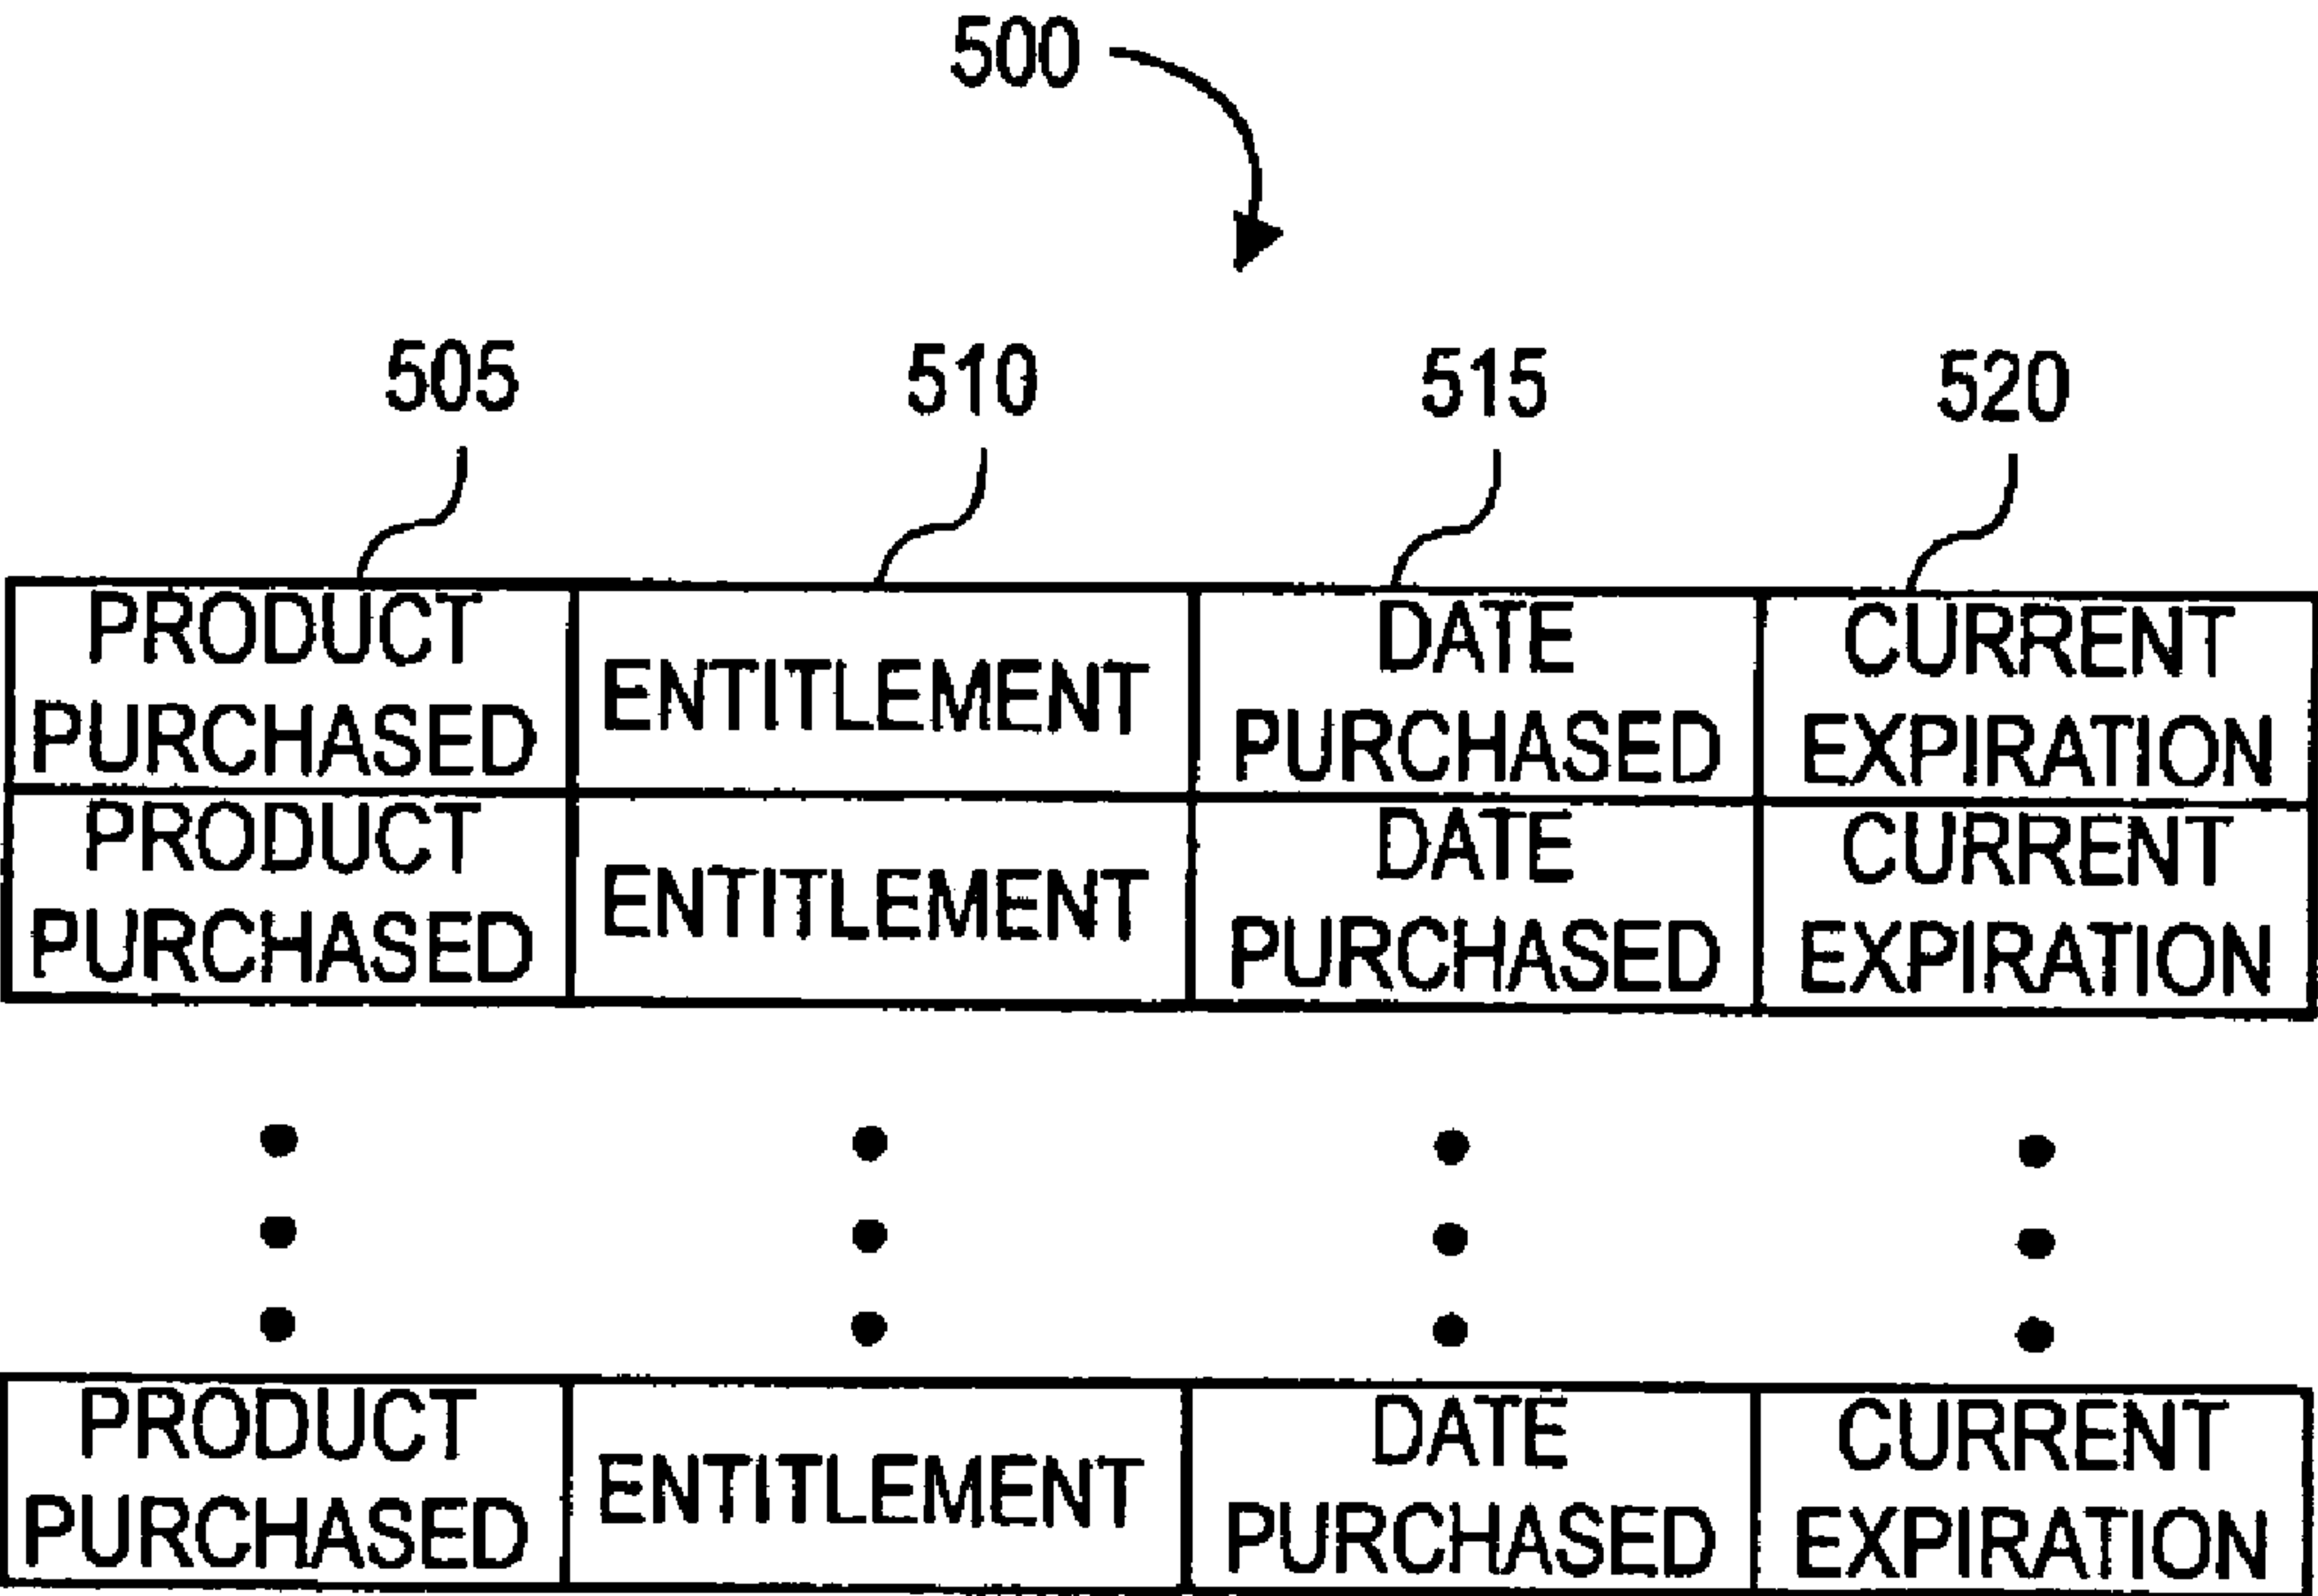 500
505 510 515 520
PRODUCT DATE CURRENT
PURCHASED ENTITLEMENT PURCHASED EXPIRATION
PRODUCT DATE CURRENT
PURCHASED ENTITLEMENT PURCHASED EXPIRATION
PRODUCT DATE CURRENT
PURCHASED ENTITLEMENT PURCHASED EXPIRATION